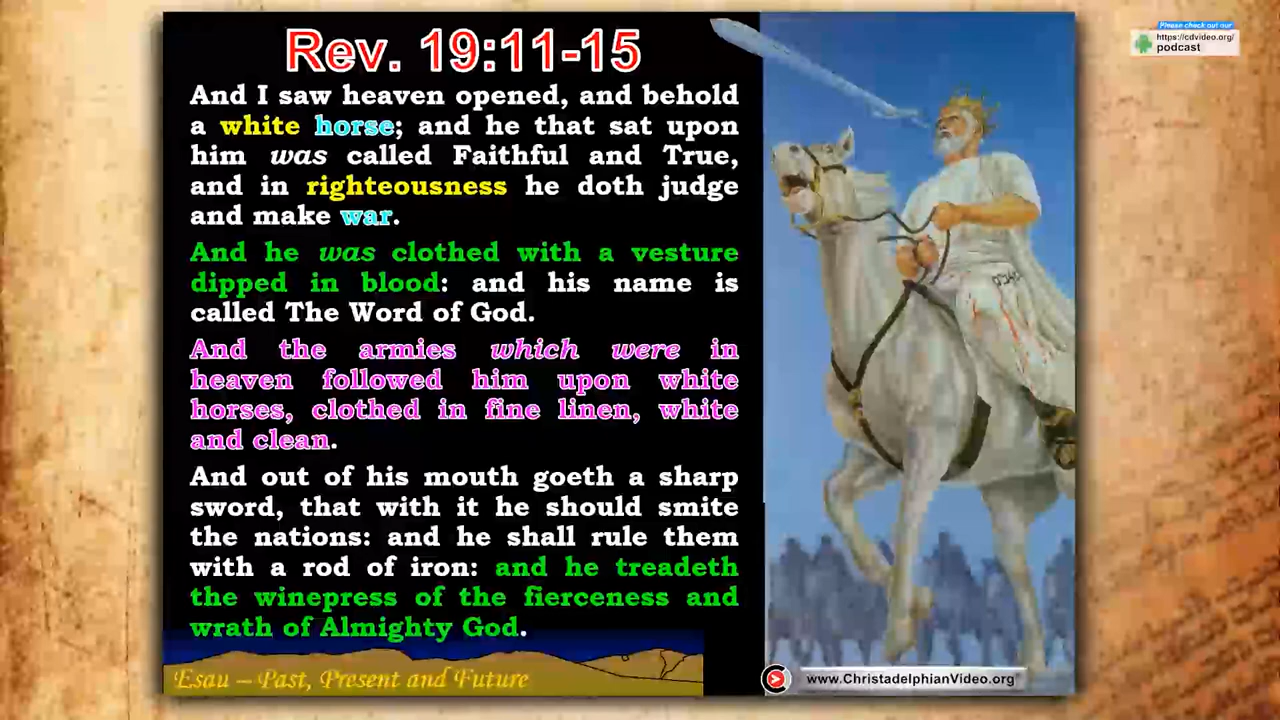 Rev. 19:11-15
And I saw heaven opened, and behold
a white horse; and he that sat upon
him was called Faithful and True,
and in righteousness he doth judge
and make war.
And he was clothed with a vesture
dipped in blood: and his name is
called The Word of God.
And the armies which were in
heaven followed him upon white
horses, clothed in fine linen, white
and clean.
And out of his mouth goeth a sharp
sword, that with it he should smite
the nations: and he shall rule them
with a rod of iron: and he treadeth
the winepress of the fierceness and
wrath of Almighty God.
Esau – Past, Present and Future
www.ChristadelphianVideo.org
Please check out our
https://cdvideo.org/
podcast